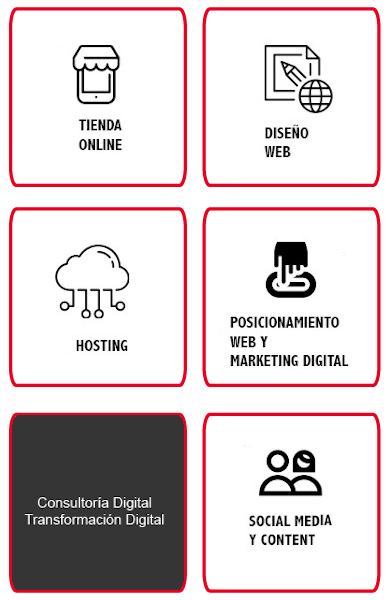 TIENDA
ONLINE
DISEÑO
WEB
HOSTING
POSICIONAMIENTO
WEB Y
MARKETING DIGITAL
Consultoría Digital
Transformación Digital
SOCIAL MEDIA
Y CONTENT